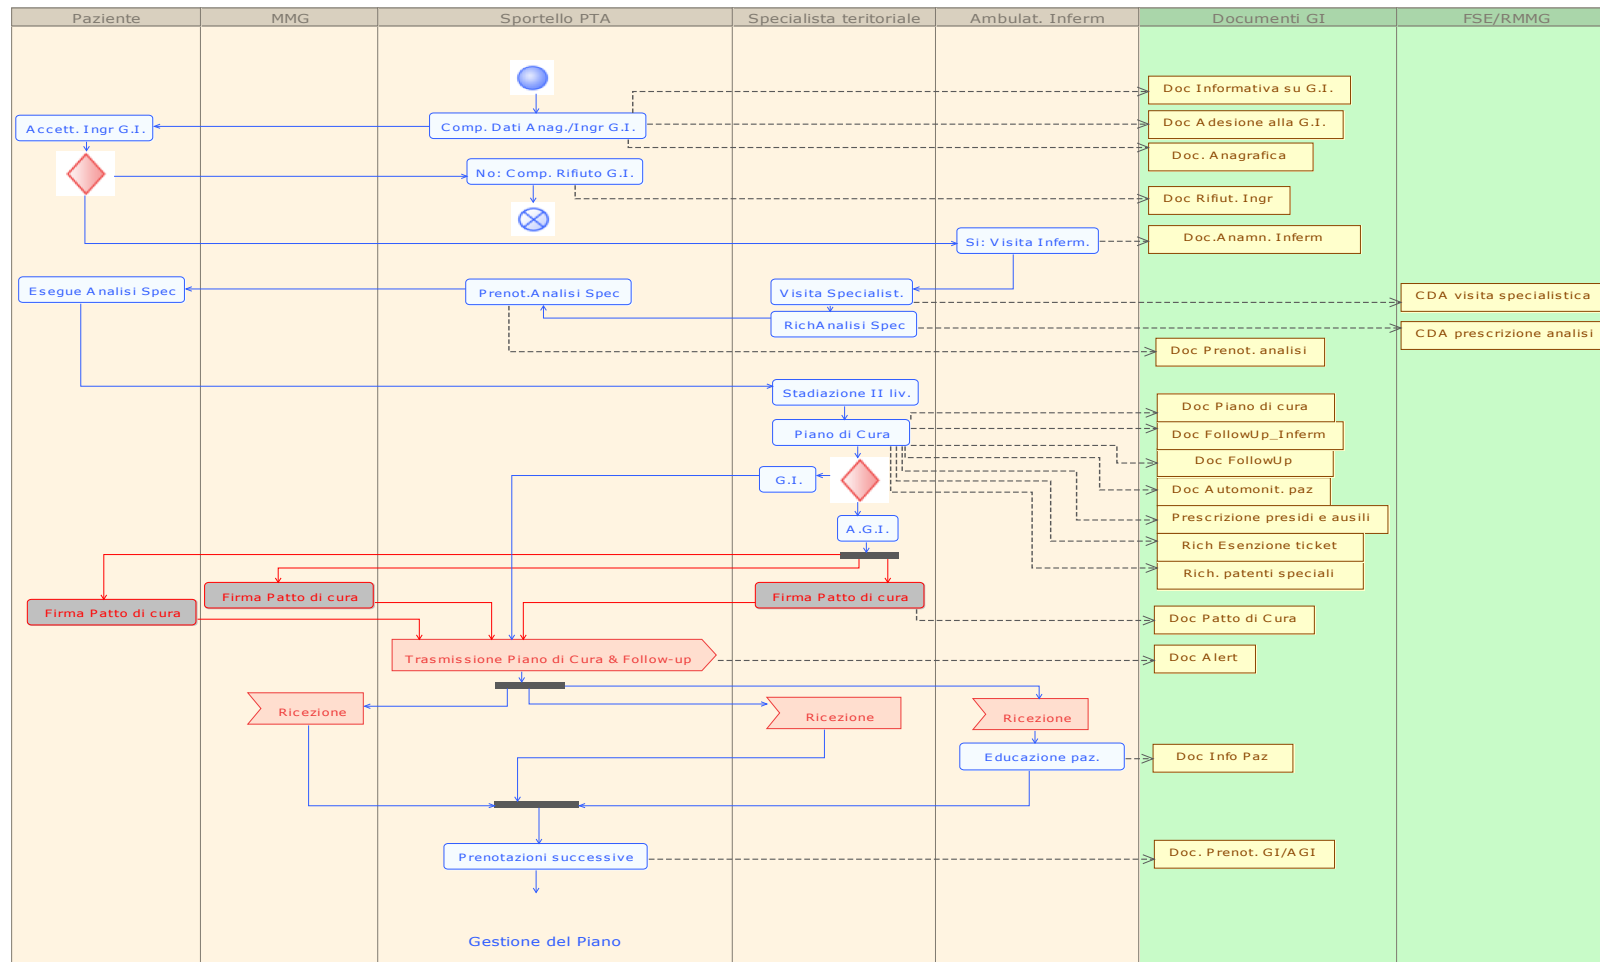 Paziente
MMG
Sportello PTA
Specialista teritoriale
Ambulat. Inferm
Documenti GI
FSE/RMMG
Doc Informativa su G.I.
Accett. Ingr G.I.
Comp. Dati Anag./Ingr G.I.
Doc Adesione alla G.I.
Doc. Anagrafica
No: Comp. Rifiuto G.I.
Doc Rifiut. Ingr
Si: Visita Inferm.
Doc.Anamn. Inferm
Esegue Analisi Spec
Prenot.Analisi Spec
Visita Specialist.
CDA visita specialistica
RichAnalisi Spec
CDA prescrizione analisi
Doc Prenot. analisi
Stadiazione II liv.
Doc Piano di cura
Piano di Cura
Doc FollowUp_Inferm
Doc FollowUp
G.I.
Doc Automonit. paz
A.G.I.
Prescrizione presidi e ausili
Rich Esenzione ticket
Rich. patenti speciali
Firma Patto di cura
Firma Patto di cura
Firma Patto di cura
Doc Patto di Cura
Trasmissione Piano di Cura & Follow-up
Doc Alert
Ricezione
Ricezione
Ricezione
Educazione paz.
Doc Info Paz
Prenotazioni successive
Doc. Prenot. GI/AGI
Gestione del Piano